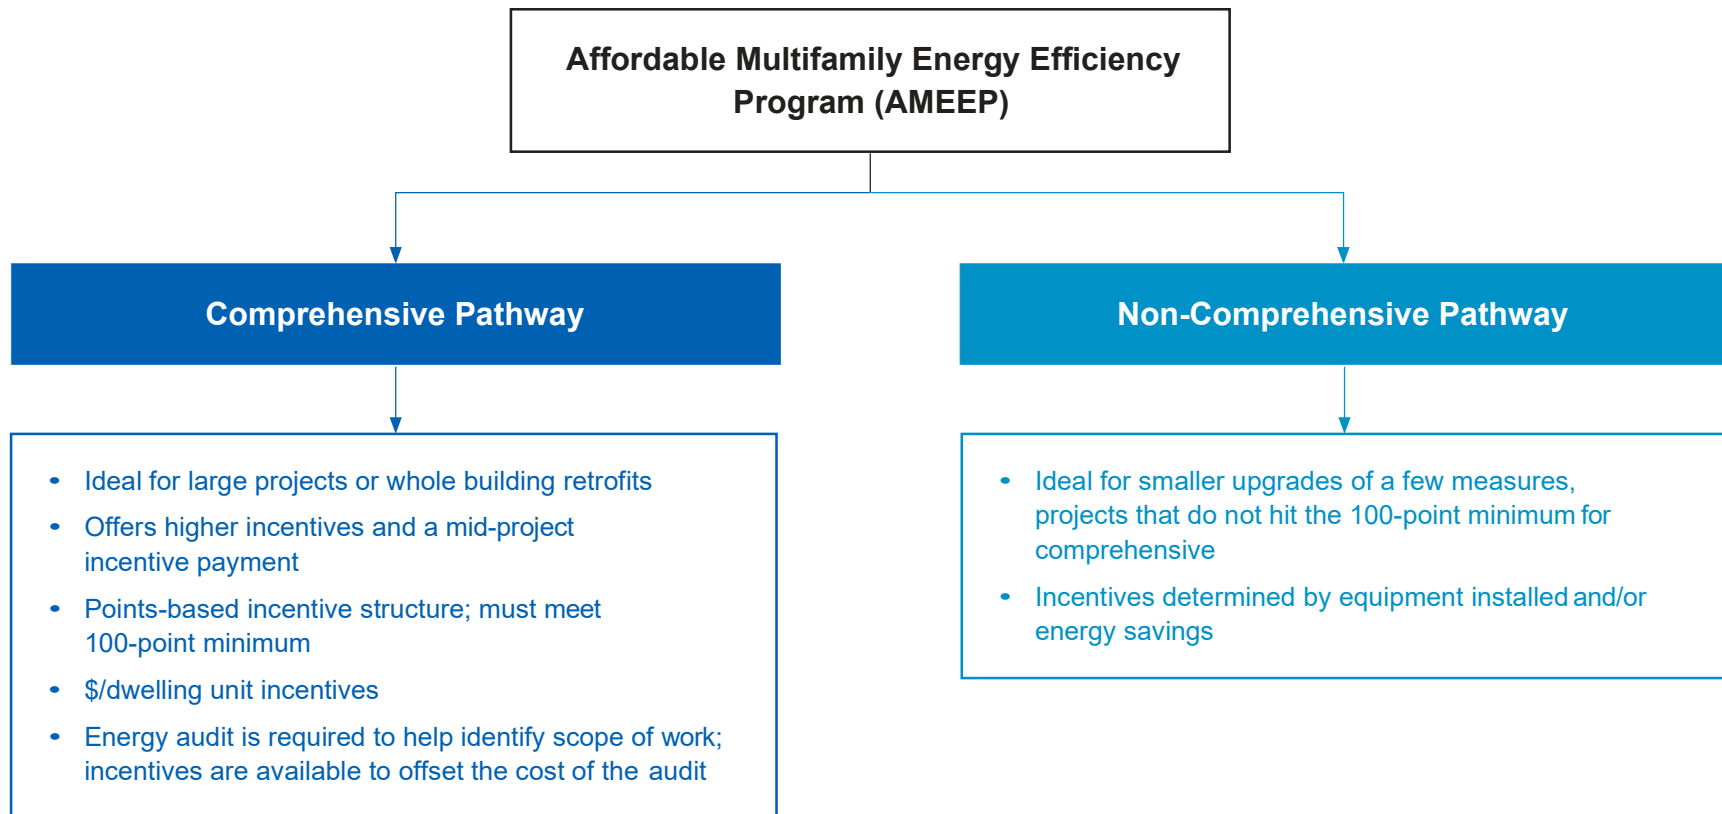 Affordable Multifamily Energy Efficiency
Program (AMEEP)
Comprehensive Pathway
Non-Comprehensive Pathway
• Ideal for large projects or whole building retrofits
• Offers higher incentives and a mid-project
incentive payment
• Points-based incentive structure; must meet
100-point minimum
• $/dwelling unit incentives
• Energy audit is required to help identify scope of work;
incentives are available to offset the cost of the audit
• Ideal for smaller upgrades of a few measures,
projects that do not hit the 100-point minimum for
comprehensive
• Incentives determined by equipment installed and/or
energy savings